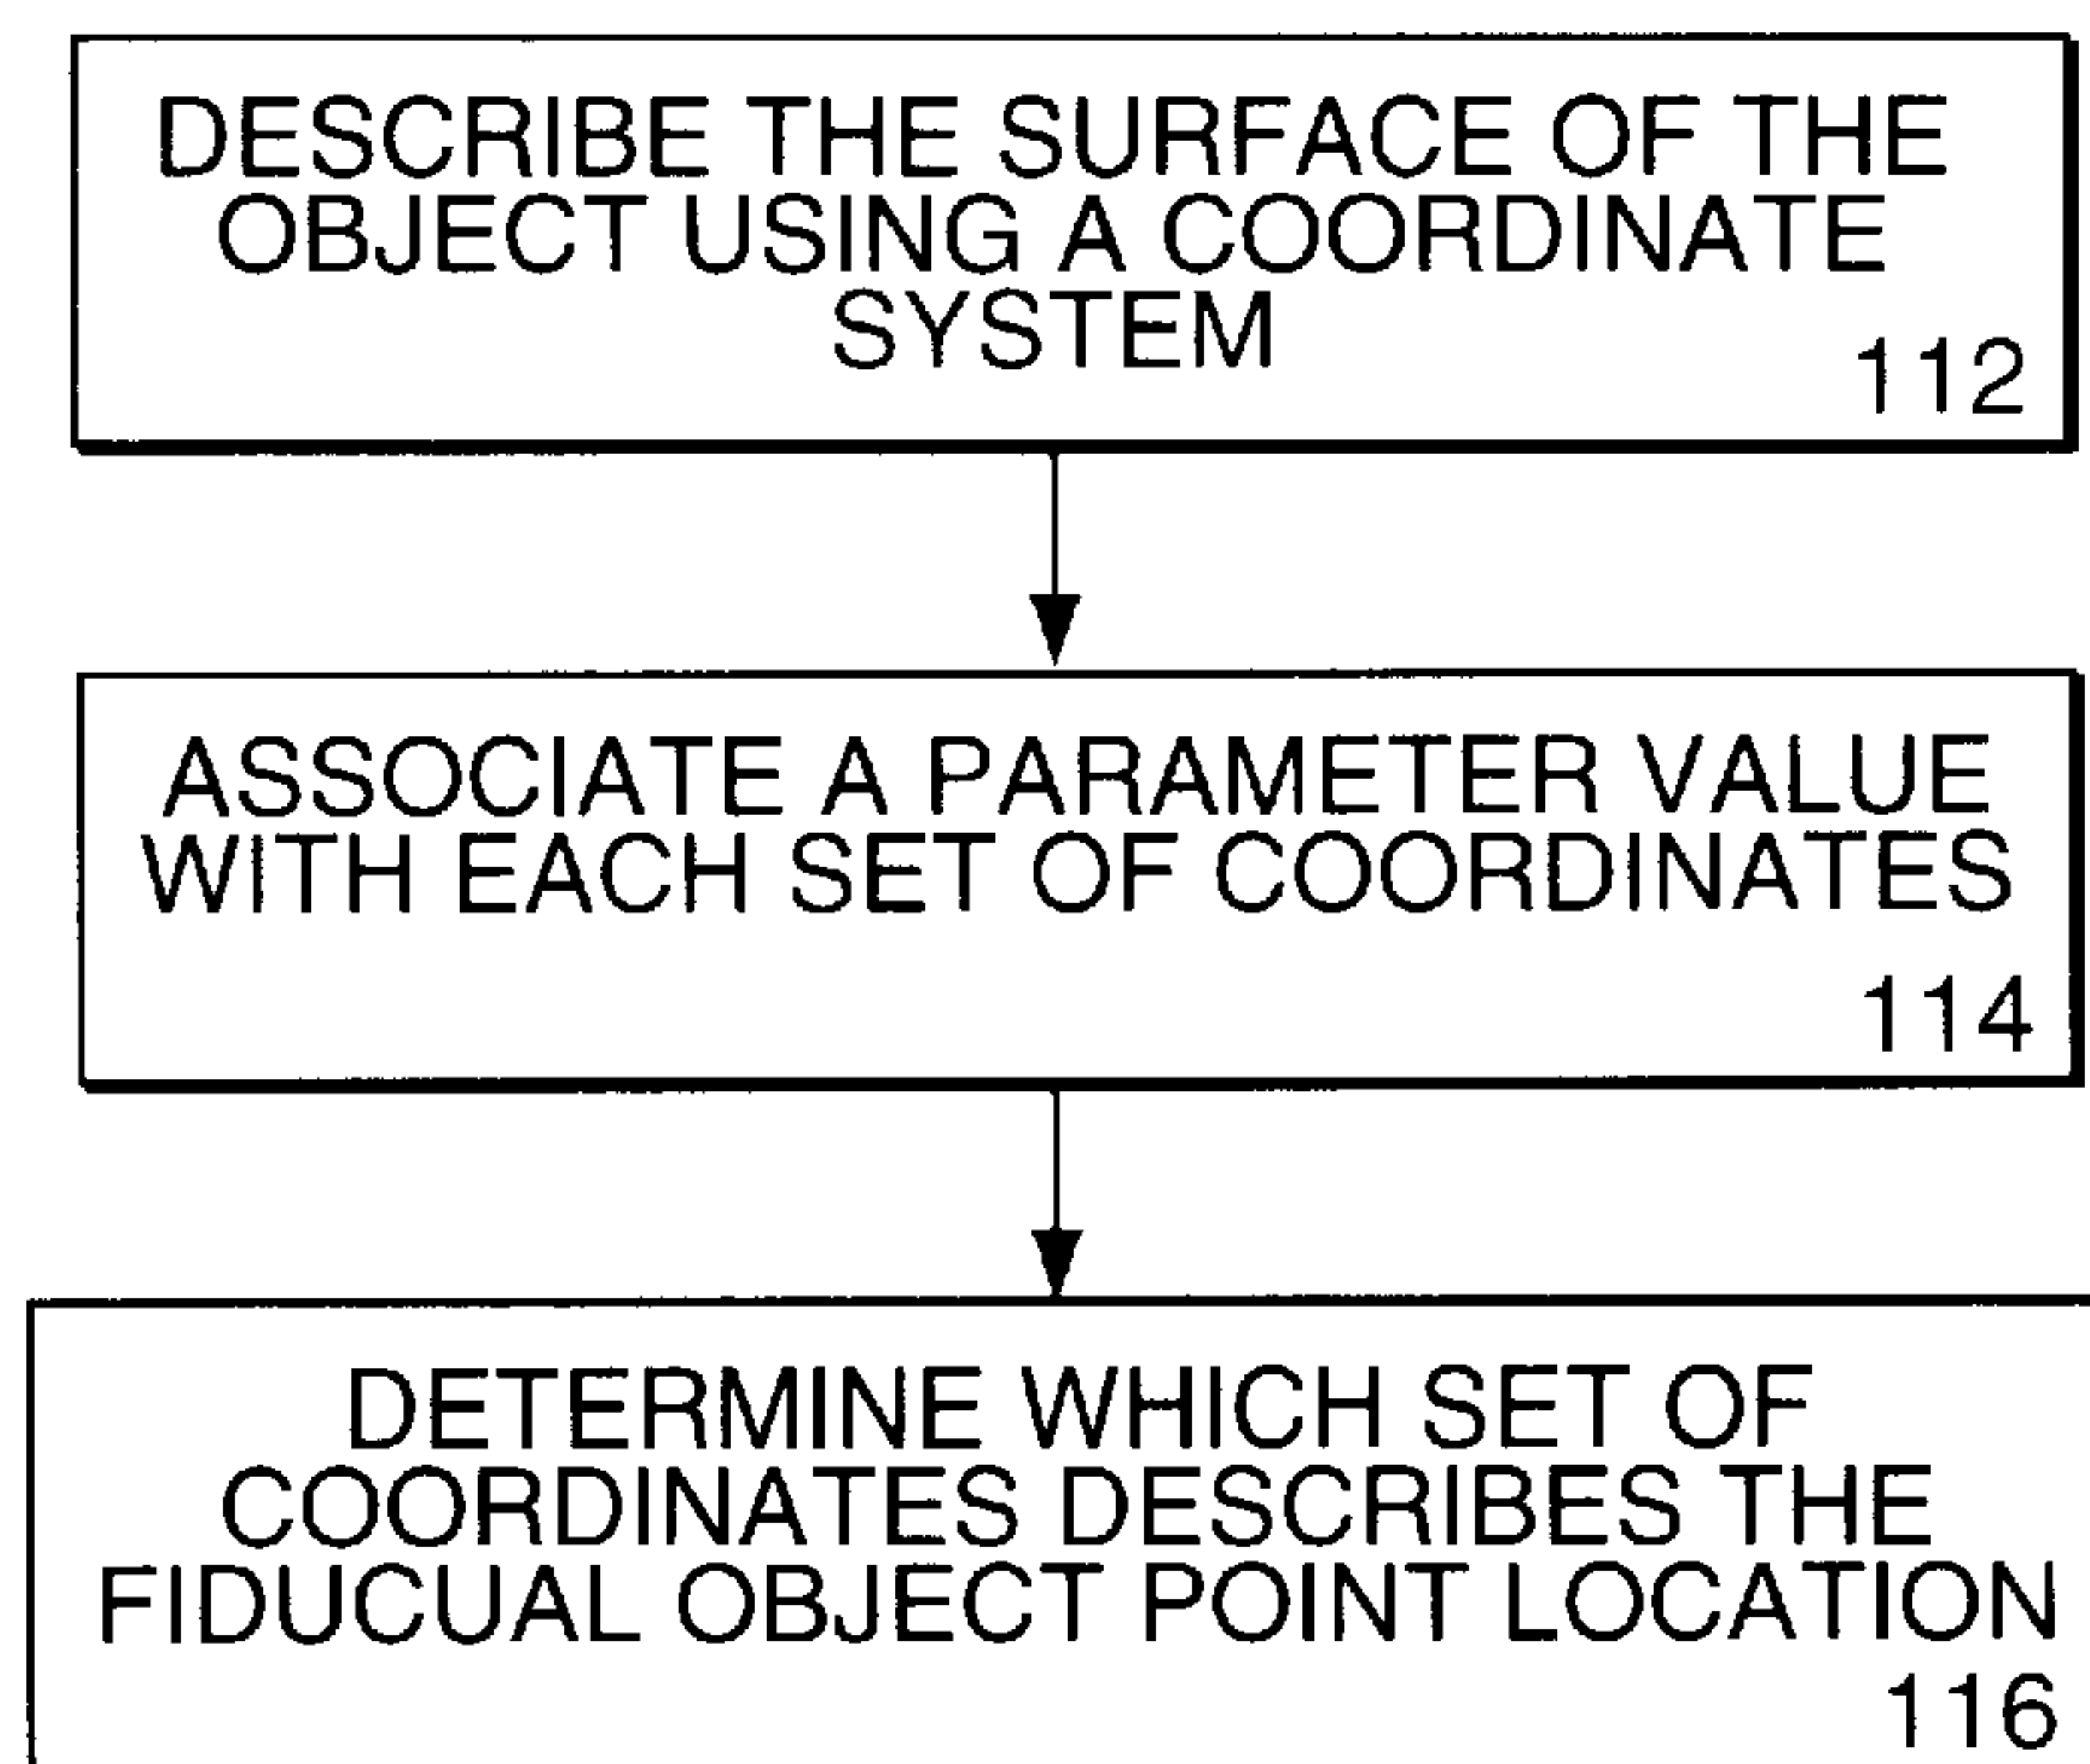 DESCRIBE THE SURFACE OF THE
OBJECT USING A COORDINATE
SYSTEM
112
ASSOCIATE A PARAMETER VALUE
WITH EACH SET OF COORDINATES
114
DETERMINE WHICH SET OF
COORDINATES DESCRIBES THE
FIDUCUAL OBJECT POINT LOCATION
116